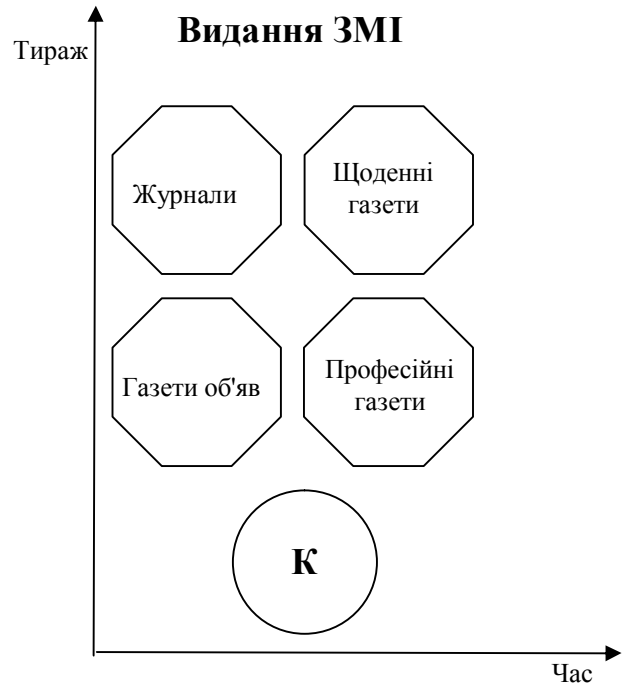 Видання ЗМІ
Тираж
Журнали
Щоденні
газети
Газети об'яв
Професійні
газети
К
Час